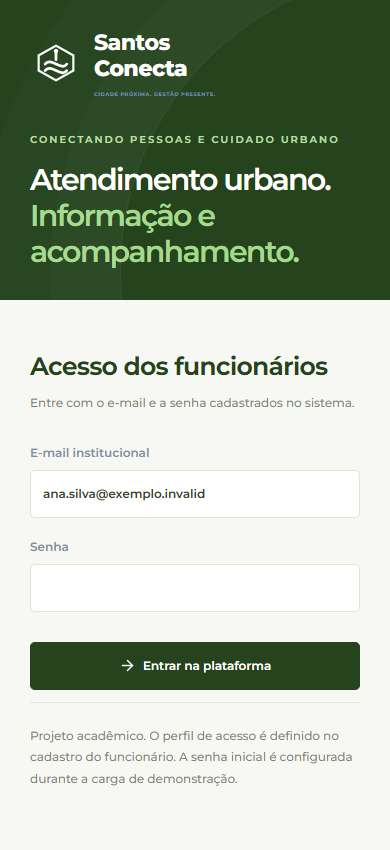 Santos
Conecta
CIDADE PRÓXIMA. GESTÃO PRESENTE.
CONECTANDO PESSOAS E CUIDADO URBANO
Atendimento urbano.
Informação e
acompanhamento.
Acesso dos funcionários
Entre com o e-mail e a senha cadastrados no sistema.
E-mail institucional
ana.silva@exemplo.invalid
Senha
Entrar na plataforma
Projeto acadêmico. O perfil de acesso é definido no
cadastro do funcionário. A senha inicial é configurada
durante a carga de demonstração.